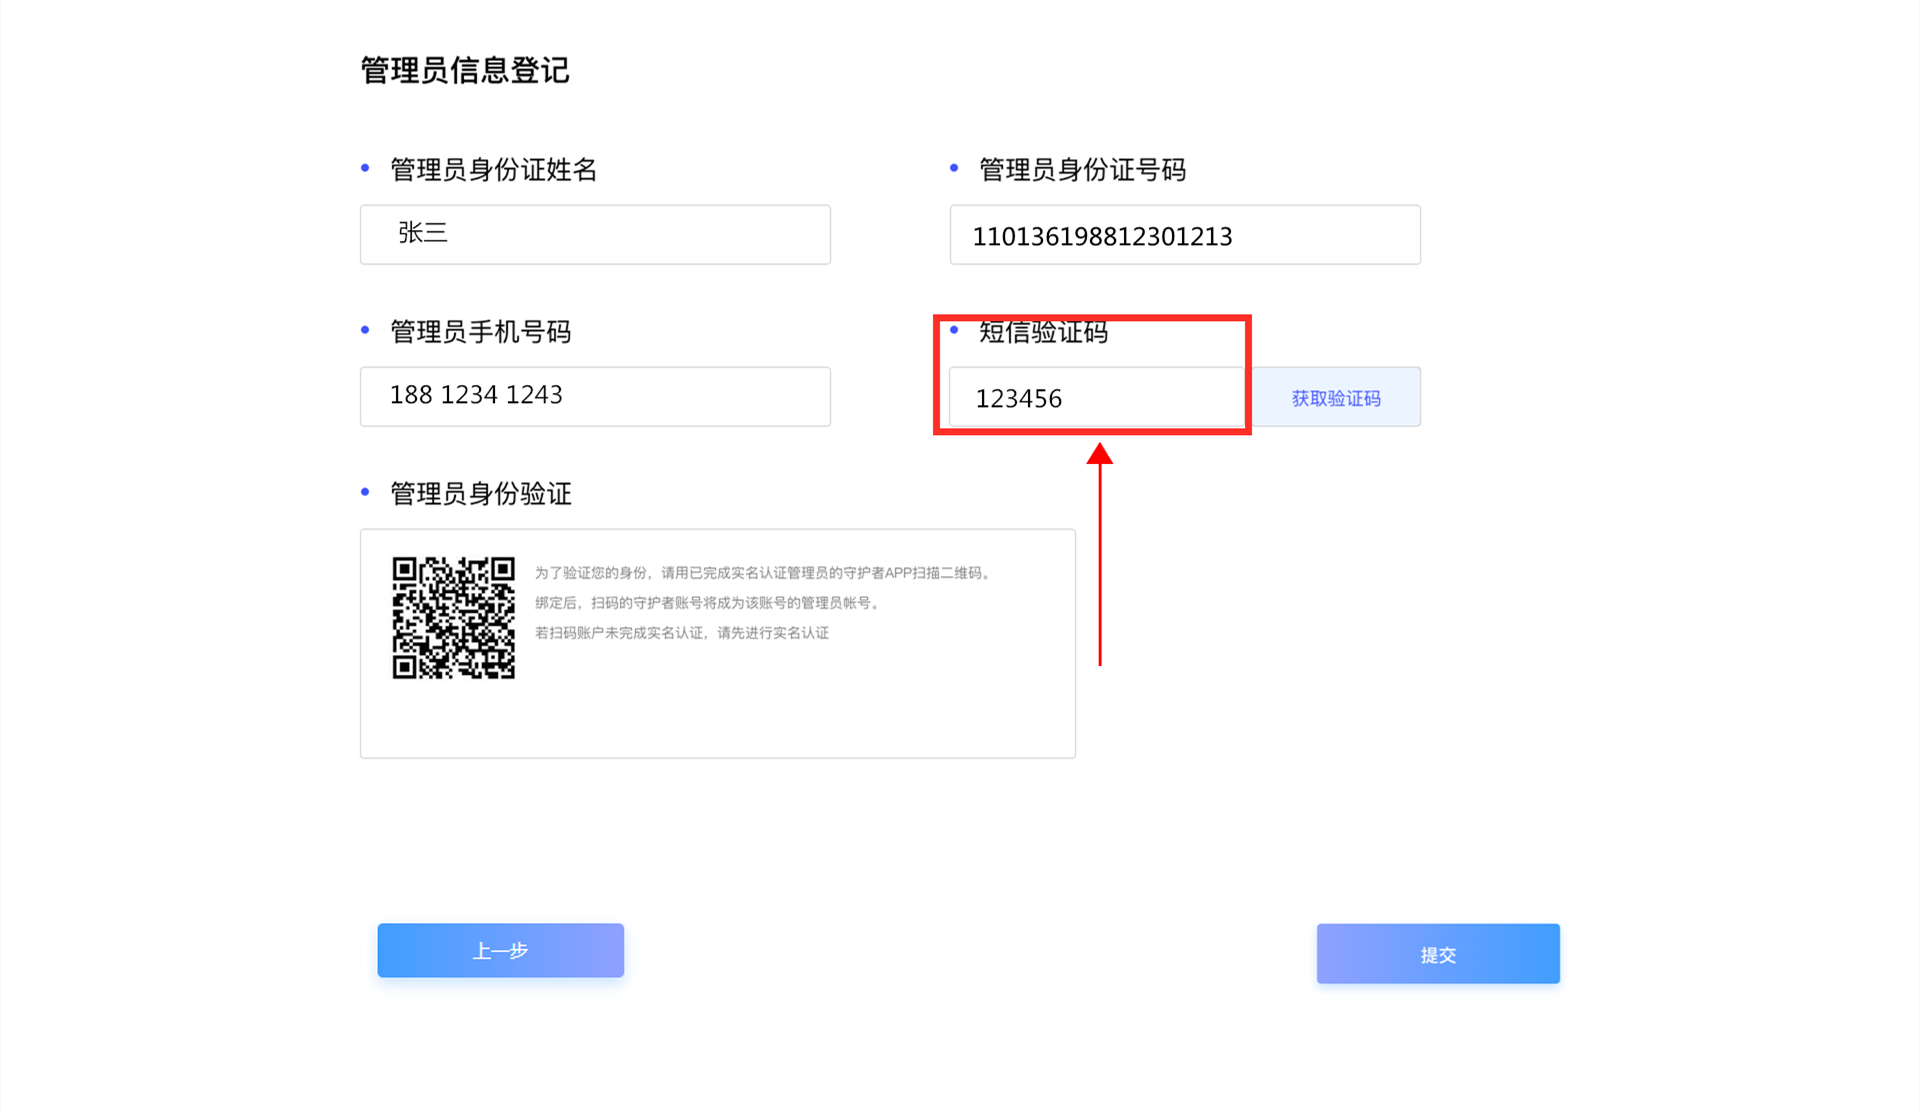 管理员信息登记
管理员身份证姓名
管理员身份证号码
张三
110136198812301213
管理员手机号码
短信验证码
188 1234 1243
123456
获取验证码
管理员身份验证
为了验证您的身份，请用已完成实名认证管理员的守护者APP扫描二维码。
绑定后，扫码的守护者账号将成为该账号的管理员帐号。
若扫码账户未完成实名认证，请先进行实名认证
上一步
提交